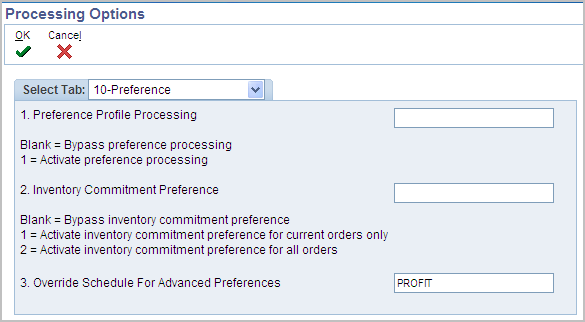 Processing Options
OK Cancel
Select Tab: 10-Preference
1. Preference Profile Processing
Blank = Bypass preference processing
1 = Activate preference processing
2. Inventory Commitment Preference
Blank = Bypass inventory commitment preference
1 = Activate inventory commitment preference for current orders only
2 = Activate inventory commitment preference for all orders
3. Override Schedule For Advanced Preferences PROFIT